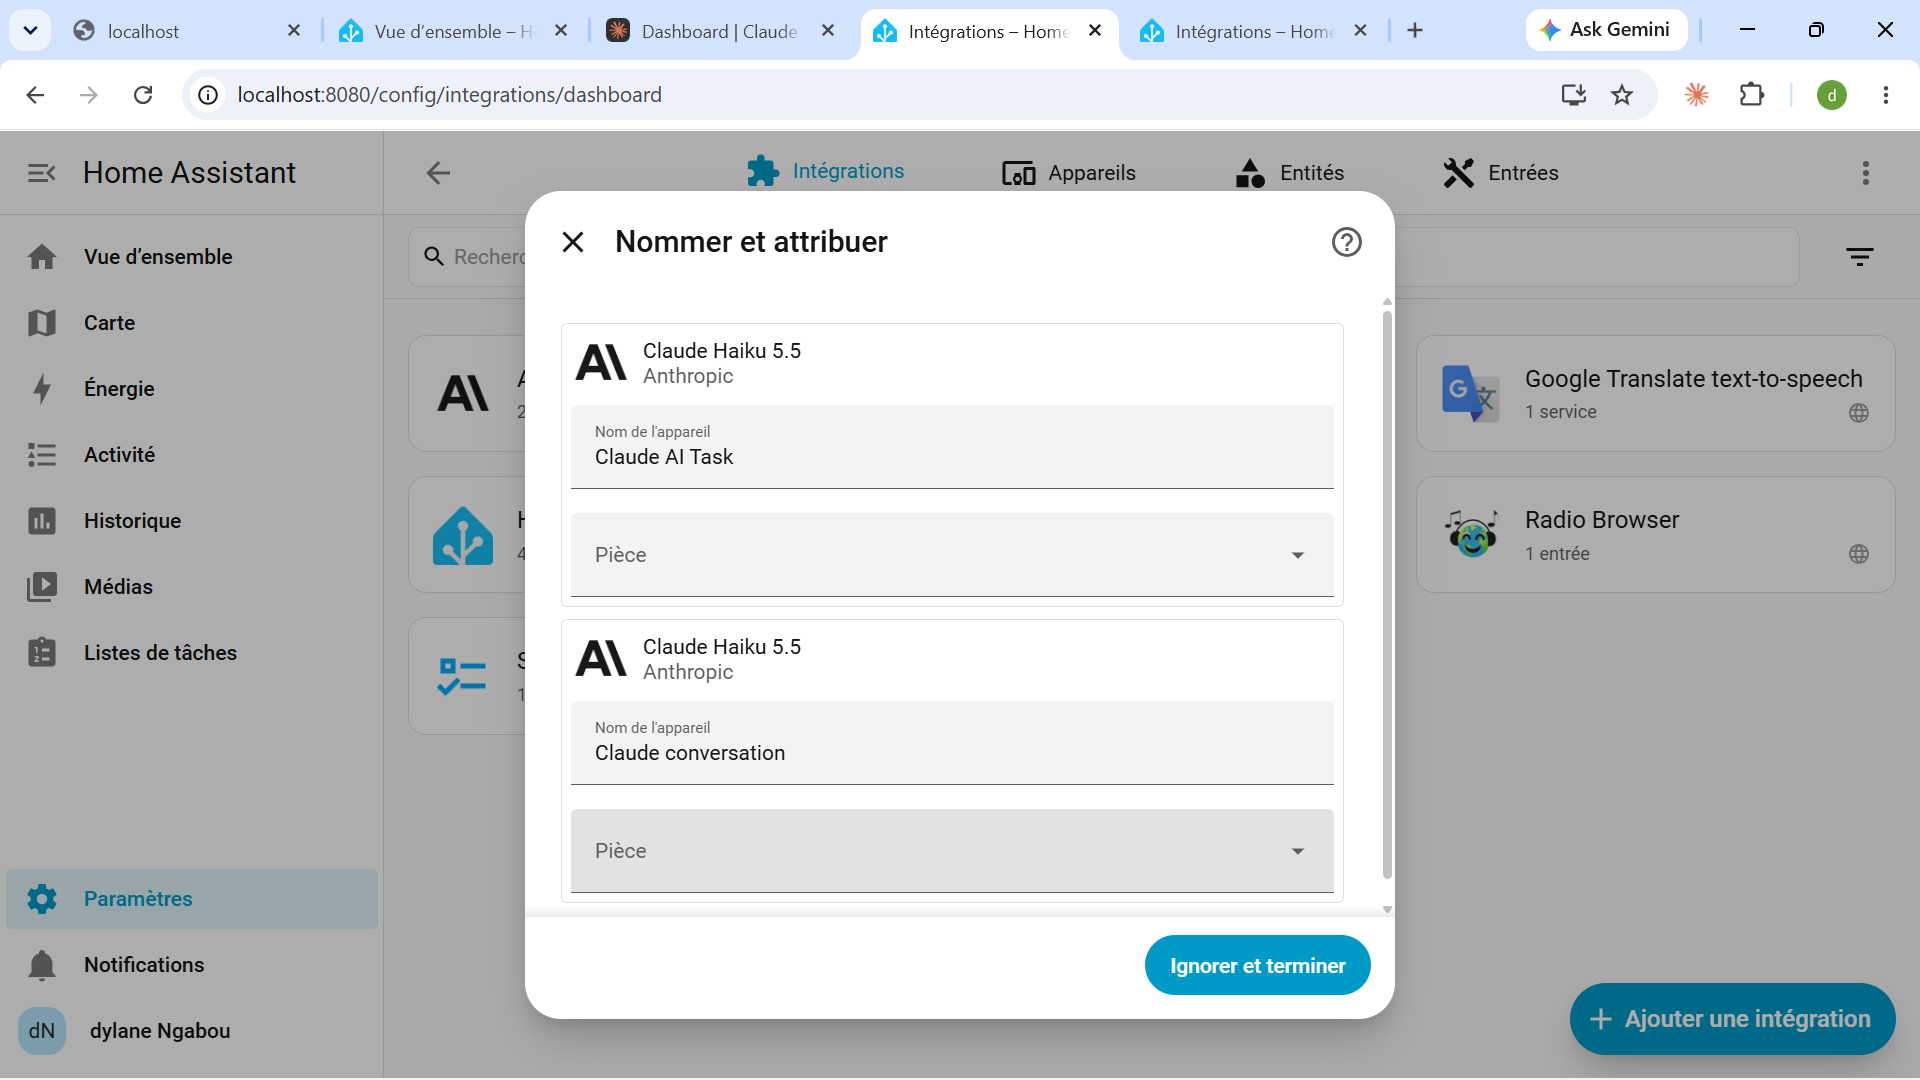 localhost
Vue d'ensemble – H
Dashboard | Claude
Intégrations – Home
Intégrations – Home
Ask Gemini
localhost:8080/config/integrations/dashboard
d
Home Assistant
Intégrations
Appareils
Entités
Entrées
Vue d'ensemble
Carte
Énergie
Activité
Historique
Médias
Listes de tâches
Paramètres
Notifications
dN
dylane Ngabou
Recherc
A
2
H
4
S
1
Google Translate text-to-speech
1 service
Radio Browser
1 entrée
Nommer et attribuer
Claude Haiku 5.5
Anthropic
Nom de l'appareil
Claude AI Task
Pièce
Claude Haiku 5.5
Anthropic
Nom de l'appareil
Claude conversation
Pièce
Ignorer et terminer
Ajouter une intégration